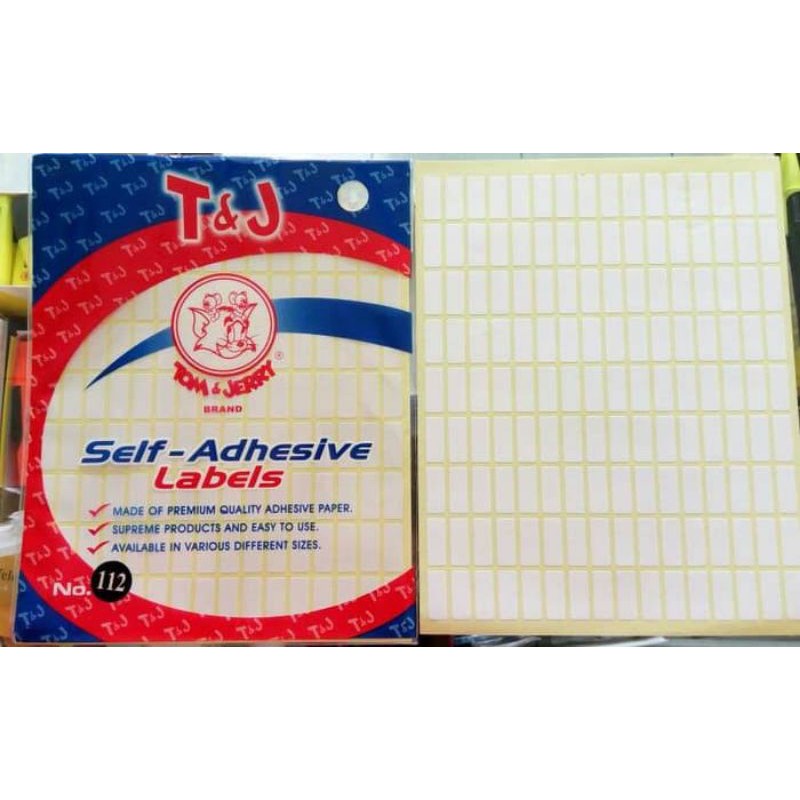 T&J
TOM & JERRY
®
BRAND
Self-Adhesive
Labels
MADE OF PREMIUM QUALITY ADHESIVE PAPER.
SUPREME PRODUCTS AND EASY TO USE.
AVAILABLE IN VARIOUS DIFFERENT SIZES.
No. 112